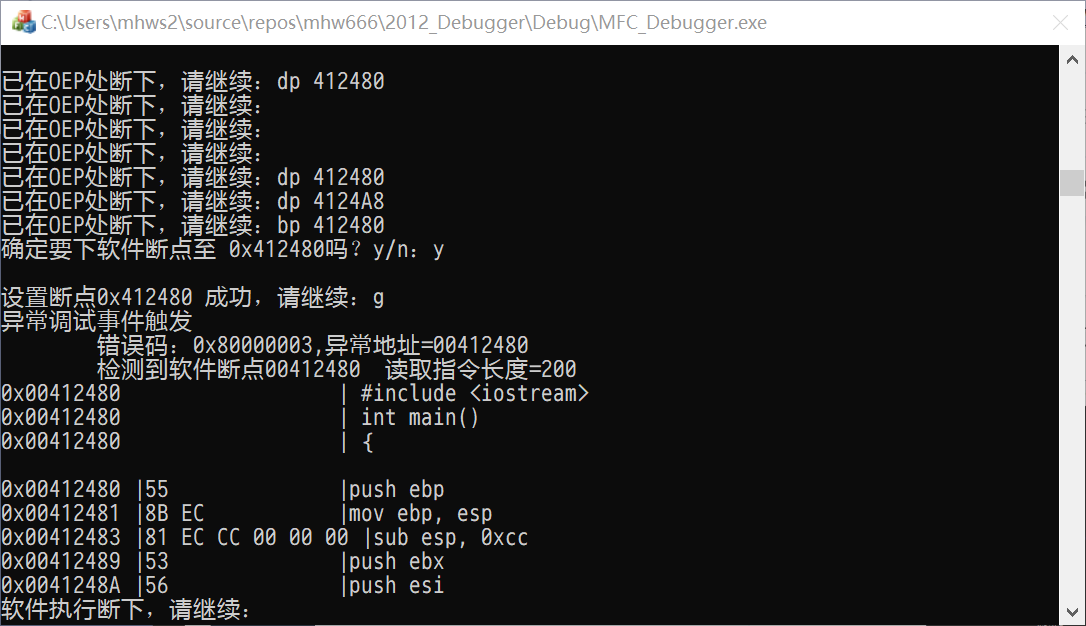 C:\Users\mhws2\source\repos\mhw666\2012_Debugger\Debug\MFC_Debugger.exe
已在OEP处断下，请继续：dp 412480
已在OEP处断下，请继续：
已在OEP处断下，请继续：
已在OEP处断下，请继续：
已在OEP处断下，请继续：dp 412480
已在OEP处断下，请继续：dp 4124A8
已在OEP处断下，请继续：bp 412480
确定要下软件断点至 0x412480吗？y/n：y
设置断点0x412480 成功，请继续：g
异常调试事件触发
错误码：0x80000003,异常地址=00412480
检测到软件断点00412480  读取指令长度=200
0x00412480 | #include <iostream>
0x00412480 | int main()
0x00412480 | {
0x00412480 |55 |push ebp
0x00412481 |8B EC |mov ebp, esp
0x00412483 |81 EC CC 00 00 00 |sub esp, 0xcc
0x00412489 |53 |push ebx
0x0041248A |56 |push esi
软件执行断下，请继续：